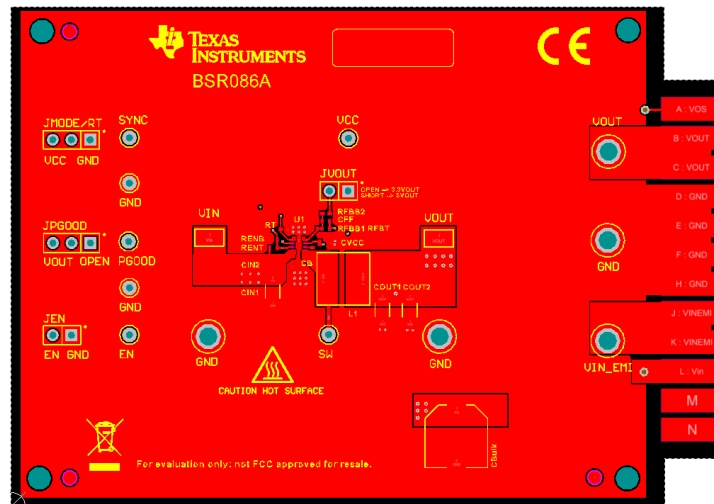 TEXAS
INSTRUMENTS
BSR086A
CE
A : VOS
B : VOUT
C : VOUT
D : GND
E : GND
F : GND
H : GND
J : VINEMI
K : VINEMI
L : Vin
M
N
JMODE/RT
VCC GND
SYNC
GND
VCC
VOUT
JVOUT
OPEN -> 3.3VOUT
SHORT -> 5VOUT
VIN
RT
U1
RFBB2
CFF
RFBB1 RFBT
CVCC
VOUT
JPGOOD
VOUT OPEN
PGOOD
RENB
RENT
CIN2
CIN1
CB
GND
GND
COUT1 COUT2
L1
JEN
EN GND
EN
GND
SW
GND
VIN_EMI
CAUTION HOT SURFACE
CBulk
For evaluation only; not FCC approved for resale.